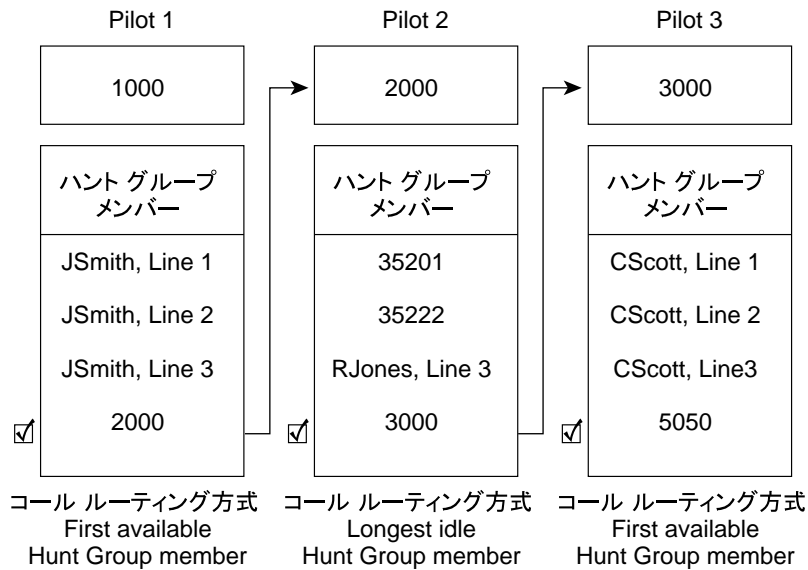 Pilot 1
1000
ハント グループ
メンバー
JSmith, Line 1
JSmith, Line 2
JSmith, Line 3
2000
コール ルーティング方式
First available
Hunt Group member
Pilot 2
2000
ハント グループ
メンバー
35201
35222
RJones, Line 3
3000
コール ルーティング方式
Longest idle
Hunt Group member
Pilot 3
3000
ハント グループ
メンバー
CScott, Line 1
CScott, Line 2
CScott, Line3
5050
コール ルーティング方式
First available
Hunt Group member